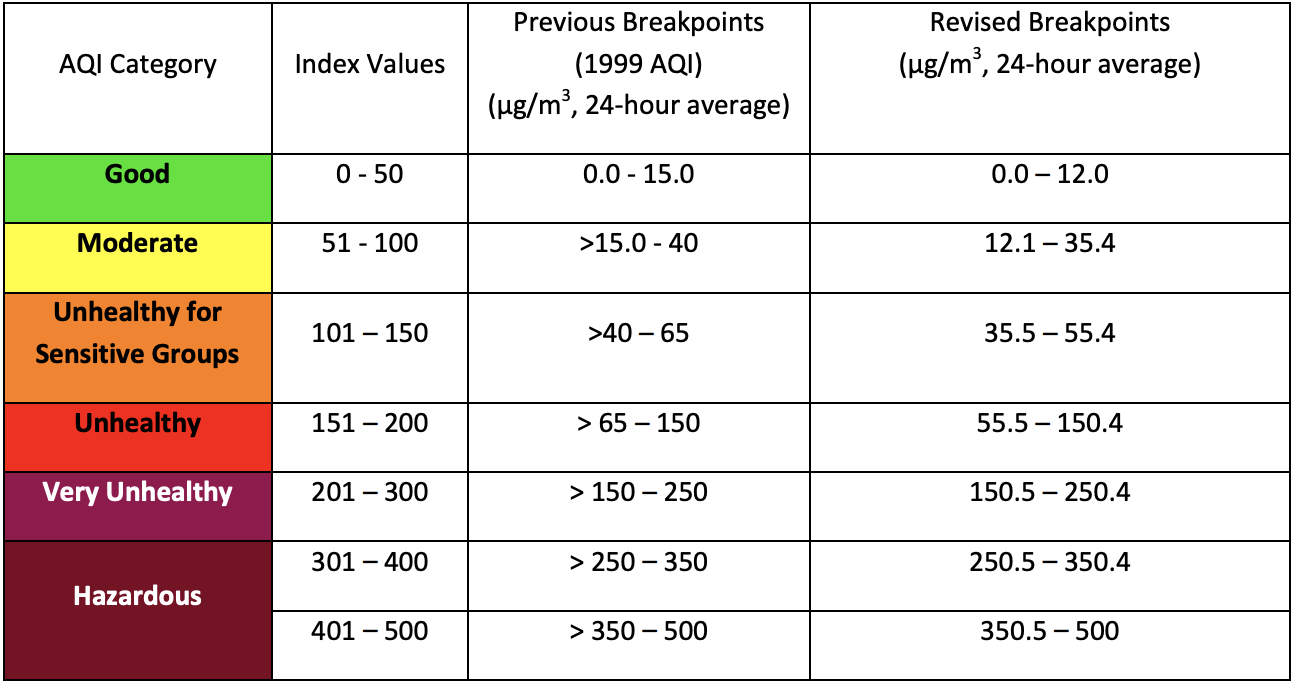 AQI Category
Index Values
Previous Breakpoints
(1999 AQI)
(µg/m³, 24-hour average)
Revised Breakpoints
(µg/m³, 24-hour average)
Good
0 - 50
0.0 - 15.0
0.0 – 12.0
Moderate
51 - 100
>15.0 - 40
12.1 – 35.4
Unhealthy for
Sensitive Groups
101 – 150
>40 – 65
35.5 – 55.4
Unhealthy
151 – 200
> 65 – 150
55.5 – 150.4
Very Unhealthy
201 – 300
> 150 – 250
150.5 – 250.4
Hazardous
301 – 400
> 250 – 350
250.5 – 350.4
401 – 500
> 350 – 500
350.5 – 500